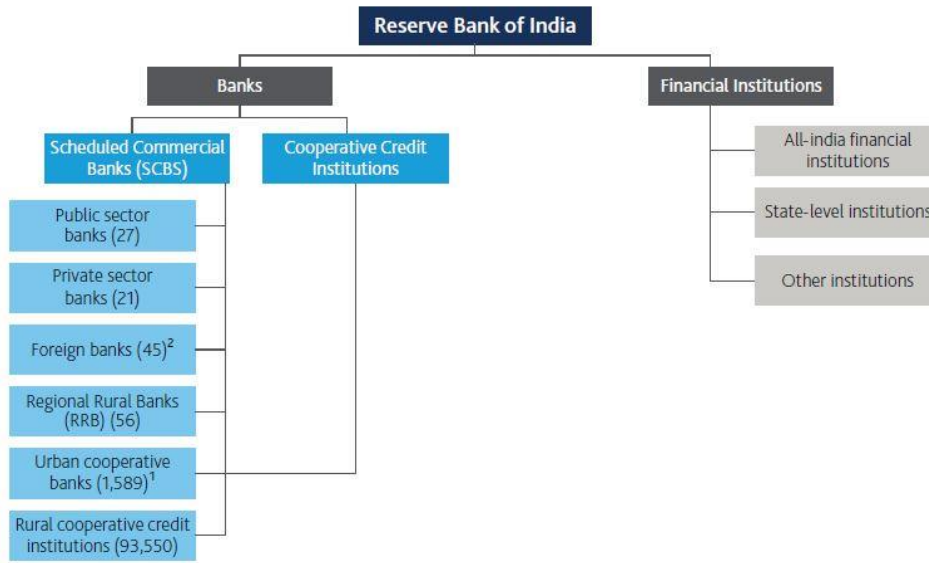 Reserve Bank of India
Banks
Financial Institutions
Scheduled Commercial
Banks (SCBS)
Cooperative Credit
Institutions
All-india financial
institutions
State-level institutions
Other institutions
Public sector
banks (27)
Private sector
banks (21)
Foreign banks (45)²
Regional Rural Banks
(RRB) (56)
Urban cooperative
banks (1,589)¹
Rural cooperative credit
institutions (93,550)